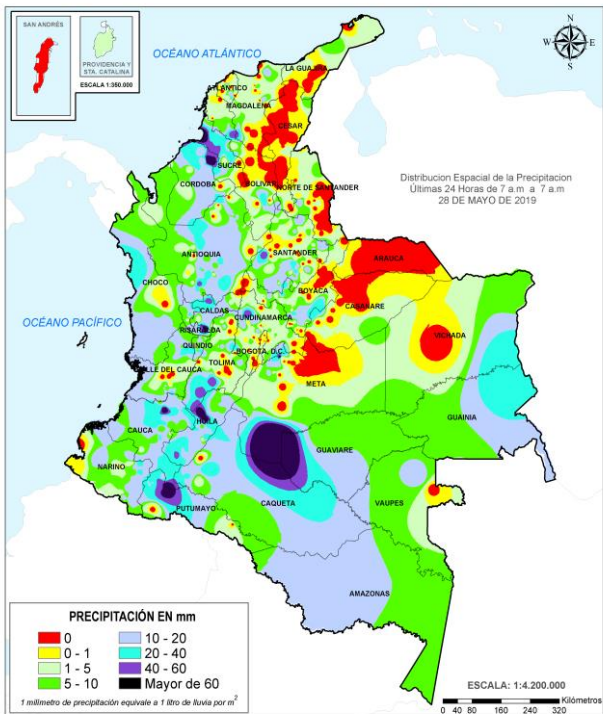 SAN ANDRÉS
PROVIDENCIA Y
STA. CATALINA
ESCALA 1:350.000
OCÉANO ATLÁNTICO
N
W E
S
LA GUAJIRA
ATLANTICO
MAGDALENA
CESAR
SUCRE
CORDOBA
BOLIVAR
NORTE DE SANTANDER
Distribucion Espacial de la Precipitacion
Últimas 24 Horas de 7 a.m a 7 a.m
28 DE MAYO DE 2019
ANTIOQUIA
SANTANDER
ARAUCA
CHOCO
BOYACA
CASANARE
OCÉANO PACÍFICO
CALDAS
CUNDINAMARCA
RISARALDA
VICHADA
QUINDIO
BOGOTA, D.C.
TOLIMA
VALLE DEL CAUCA
META
GUAINIA
CAUCA
HUILA
GUAVIARE
NARIÑO
CAQUETA
VAUPES
PUTUMAYO
AMAZONAS
PRECIPITACIÓN EN mm
0
0 - 1
1 - 5
5 - 10
10 - 20
20 - 40
40 - 60
Mayor de 60
1 milimetro de precipitación equivale a 1 litro de lluvia por m2
ESCALA: 1:4.200.000
Kilómetros
0 40 80 160 240 320